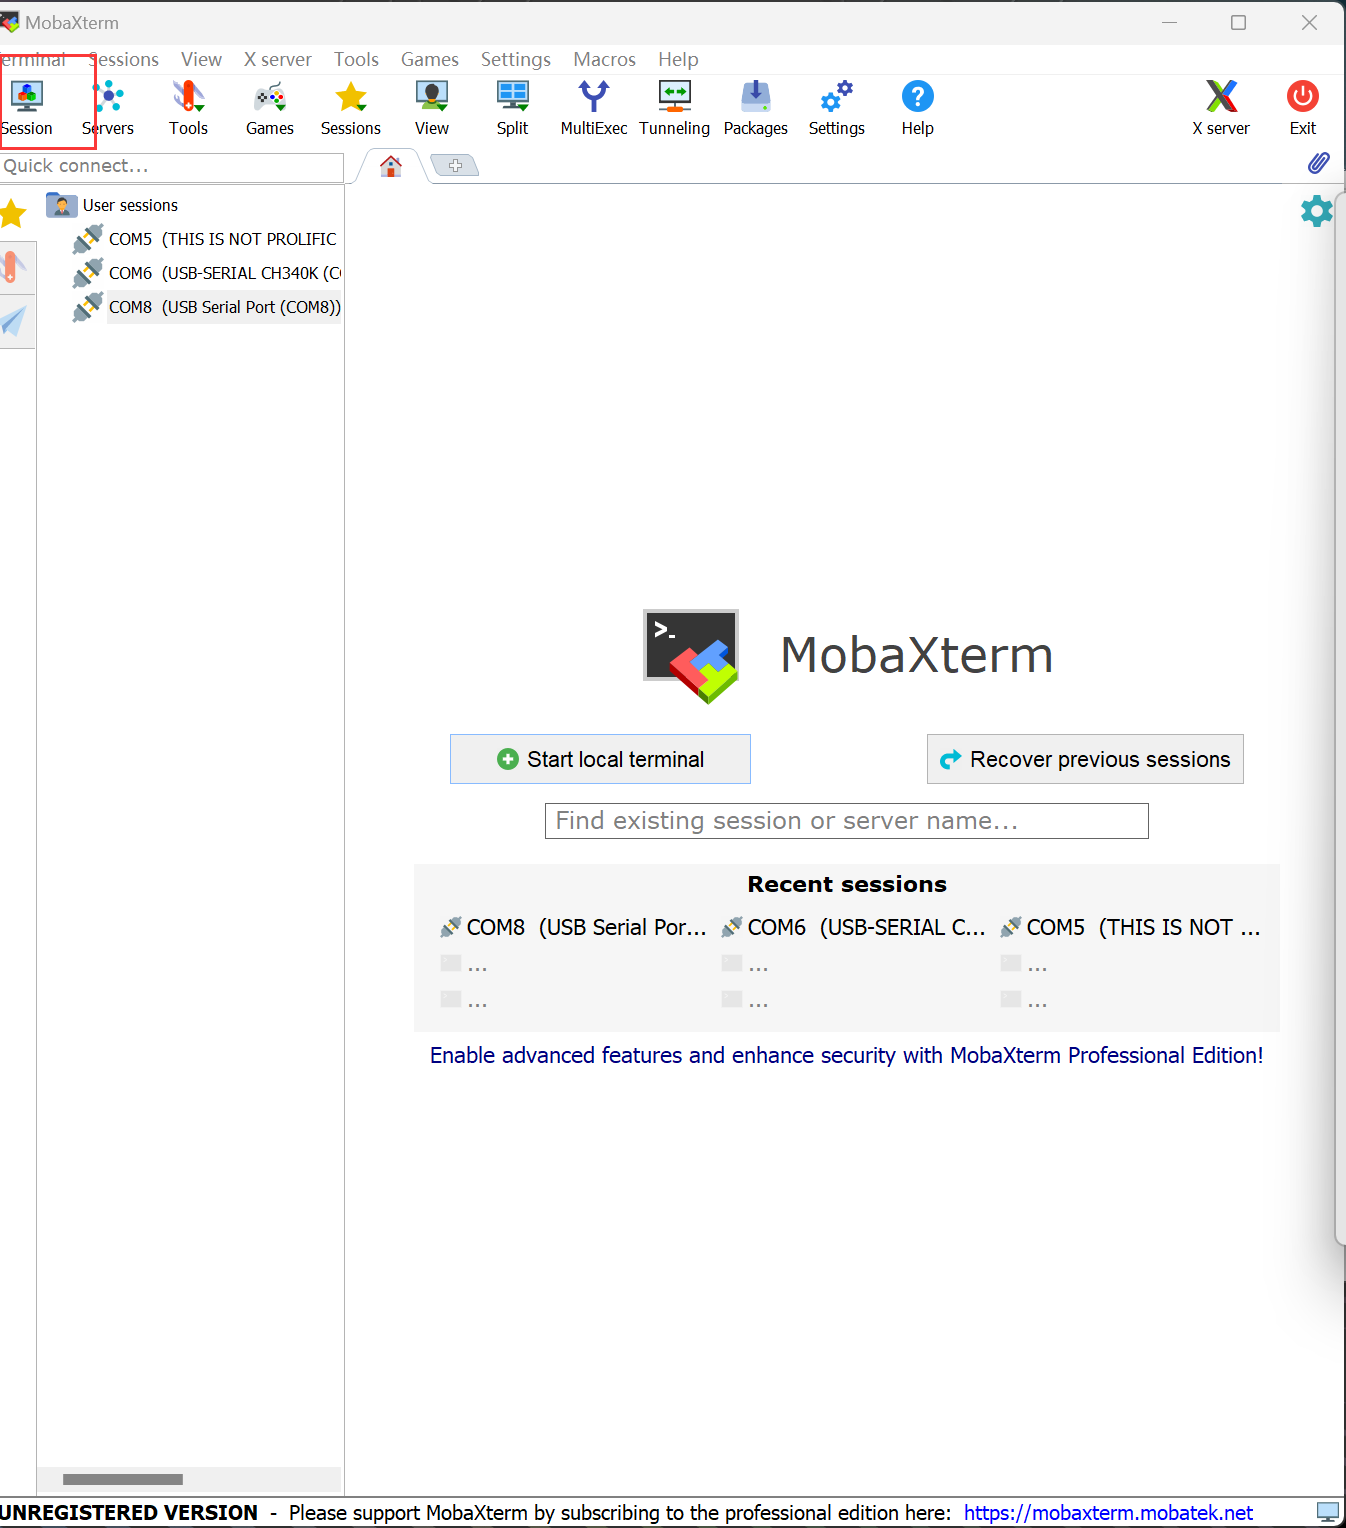 MobaXterm
Terminal Sessions View X server Tools Games Settings Macros Help
Session Servers Tools Games Sessions View Split MultiExec Tunneling Packages Settings Help X server Exit
Quick connect...
User sessions
COM5 (THIS IS NOT PROLIFIC
COM6 (USB-SERIAL CH340K (CO
COM8 (USB Serial Port (COM8))
>_
MobaXterm
Start local terminal
Recover previous sessions
Find existing session or server name...
Recent sessions
COM8 (USB Serial Por... COM6 (USB-SERIAL C... COM5 (THIS IS NOT ...
... ... ...
... ... ...
Enable advanced features and enhance security with MobaXterm Professional Edition!
UNREGISTERED VERSION - Please support MobaXterm by subscribing to the professional edition here: https://mobaxterm.mobatek.net